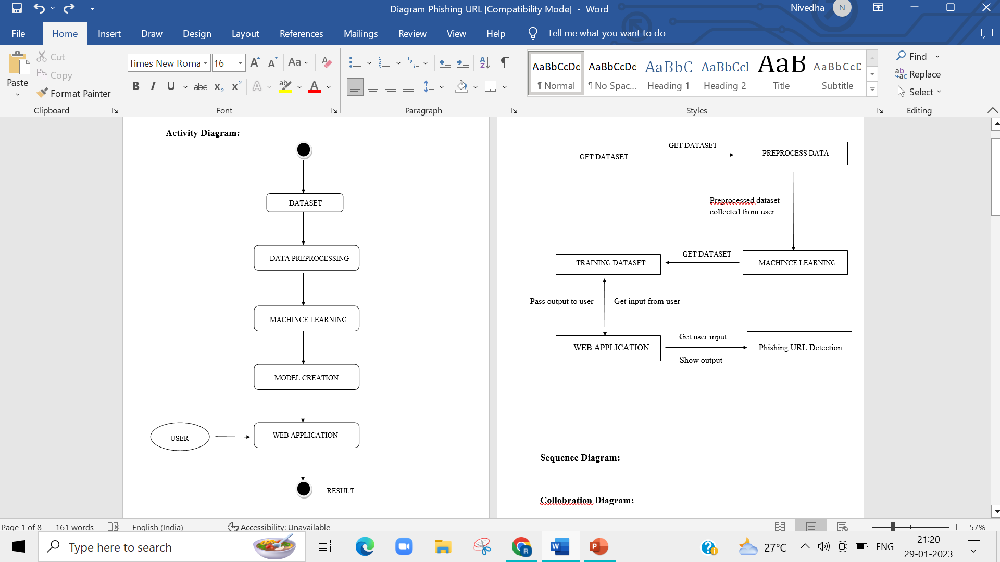 Diagram Phishing URL [Compatibility Mode] - Word
Nivedha
N
File
Home
Insert
Draw
Design
Layout
References
Mailings
Review
View
Help
Tell me what you want to do
Paste
Cut
Copy
Format Painter
Clipboard
Times New Roma
16
Aa
B I U abc X₂ X²
A
ab
A
Font
Paragraph
AaBbCcDc
¶ Normal
AaBbCcDc
¶ No Spac...
AaBbC
Heading 1
AaBbCcI
Heading 2
AaB
Title
AaBbCcD
Subtitle
Styles
Find
Replace
Select
Editing
Activity Diagram:
DATASET
DATA PREPROCESSING
MACHINCE LEARNING
MODEL CREATION
USER
WEB APPLICATION
RESULT
GET DATASET
GET DATASET
PREPROCESS DATA
Preprocessed dataset
collected from user
TRAINING DATASET
GET DATASET
MACHINCE LEARNING
Pass output to user
Get input from user
WEB APPLICATION
Get user input
Show output
Phishing URL Detection
Sequence Diagram:
Collobration Diagram:
Page 1 of 8
161 words
English (India)
Accessibility: Unavailable
57%
Type here to search
27°C
ENG
21:20
29-01-2023